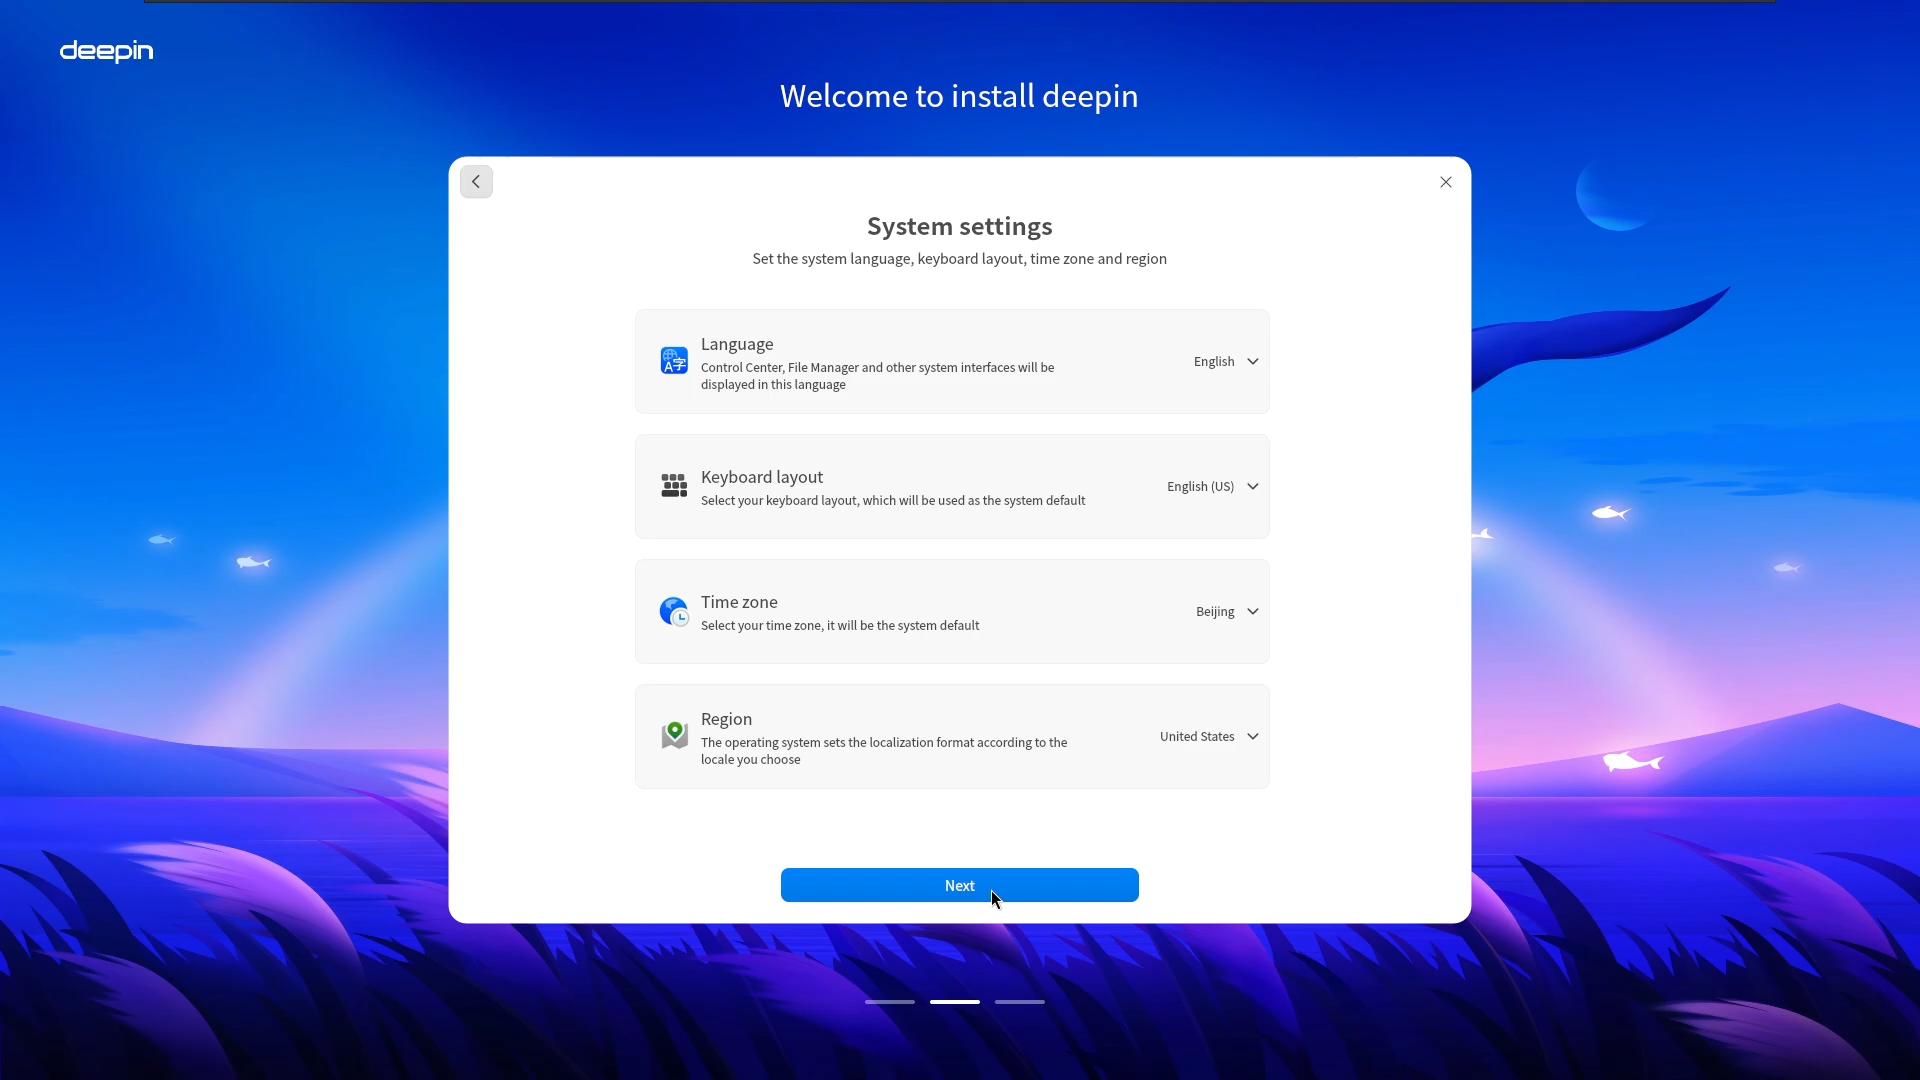 deepin
Welcome to install deepin
System settings
Set the system language, keyboard layout, time zone and region
Language
Control Center, File Manager and other system interfaces will be
displayed in this language
English
Keyboard layout
Select your keyboard layout, which will be used as the system default
English (US)
Time zone
Select your time zone, it will be the system default
Beijing
Region
The operating system sets the localization format according to the
locale you choose
United States
Next